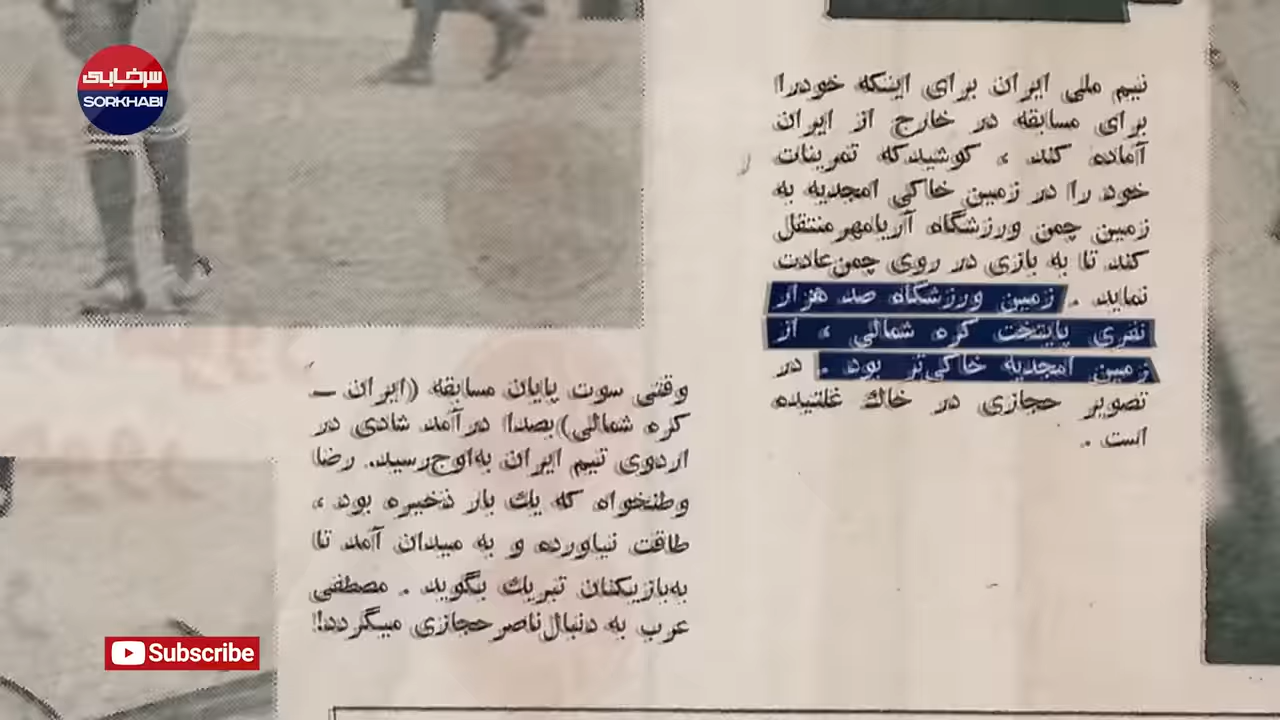 سرخابی
SORKHABI
تیم ملی ایران برای اینکه خودرا
برای مسابقه در خارج از ایران
آماده کند ، کوشیدکه تمرینات
خود را در زمین خاکی امجدیه به
زمین چمن ورزشگاه آریامهرمنتقل
کند تا به بازی در روی چمن‌عادت
نماید . زمین ورزشگاه صد هزار
نفری پایتخت کره شمالی ، از
زمین امجدیه خاکی‌تر بود . در
تصویر حجازی در خاك غلتیده
است .
وقتی سوت پایان مسابقه (ایران ــ
کره شمالی)بصدا درآمد شادی در
اردوی تیم ایران به‌اوج‌رسید. رضا
وطنخواه که یك بار ذخیره بود ،
طاقت نیاورده و به میدان آمد تا
به‌بازیکنان تبریك بگوید . مصطفی
عرب به دنبال‌ناصرحجازی میگردد!
Subscribe